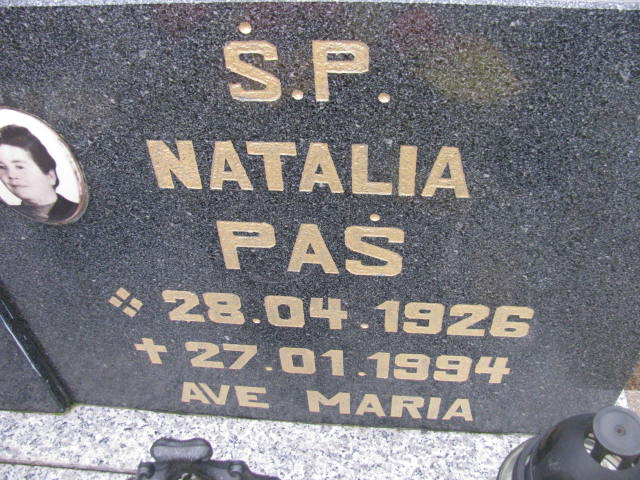 Ś.P.
NATALIA
PAŚ
28.04.1926
27.01.1994
AVE MARIA